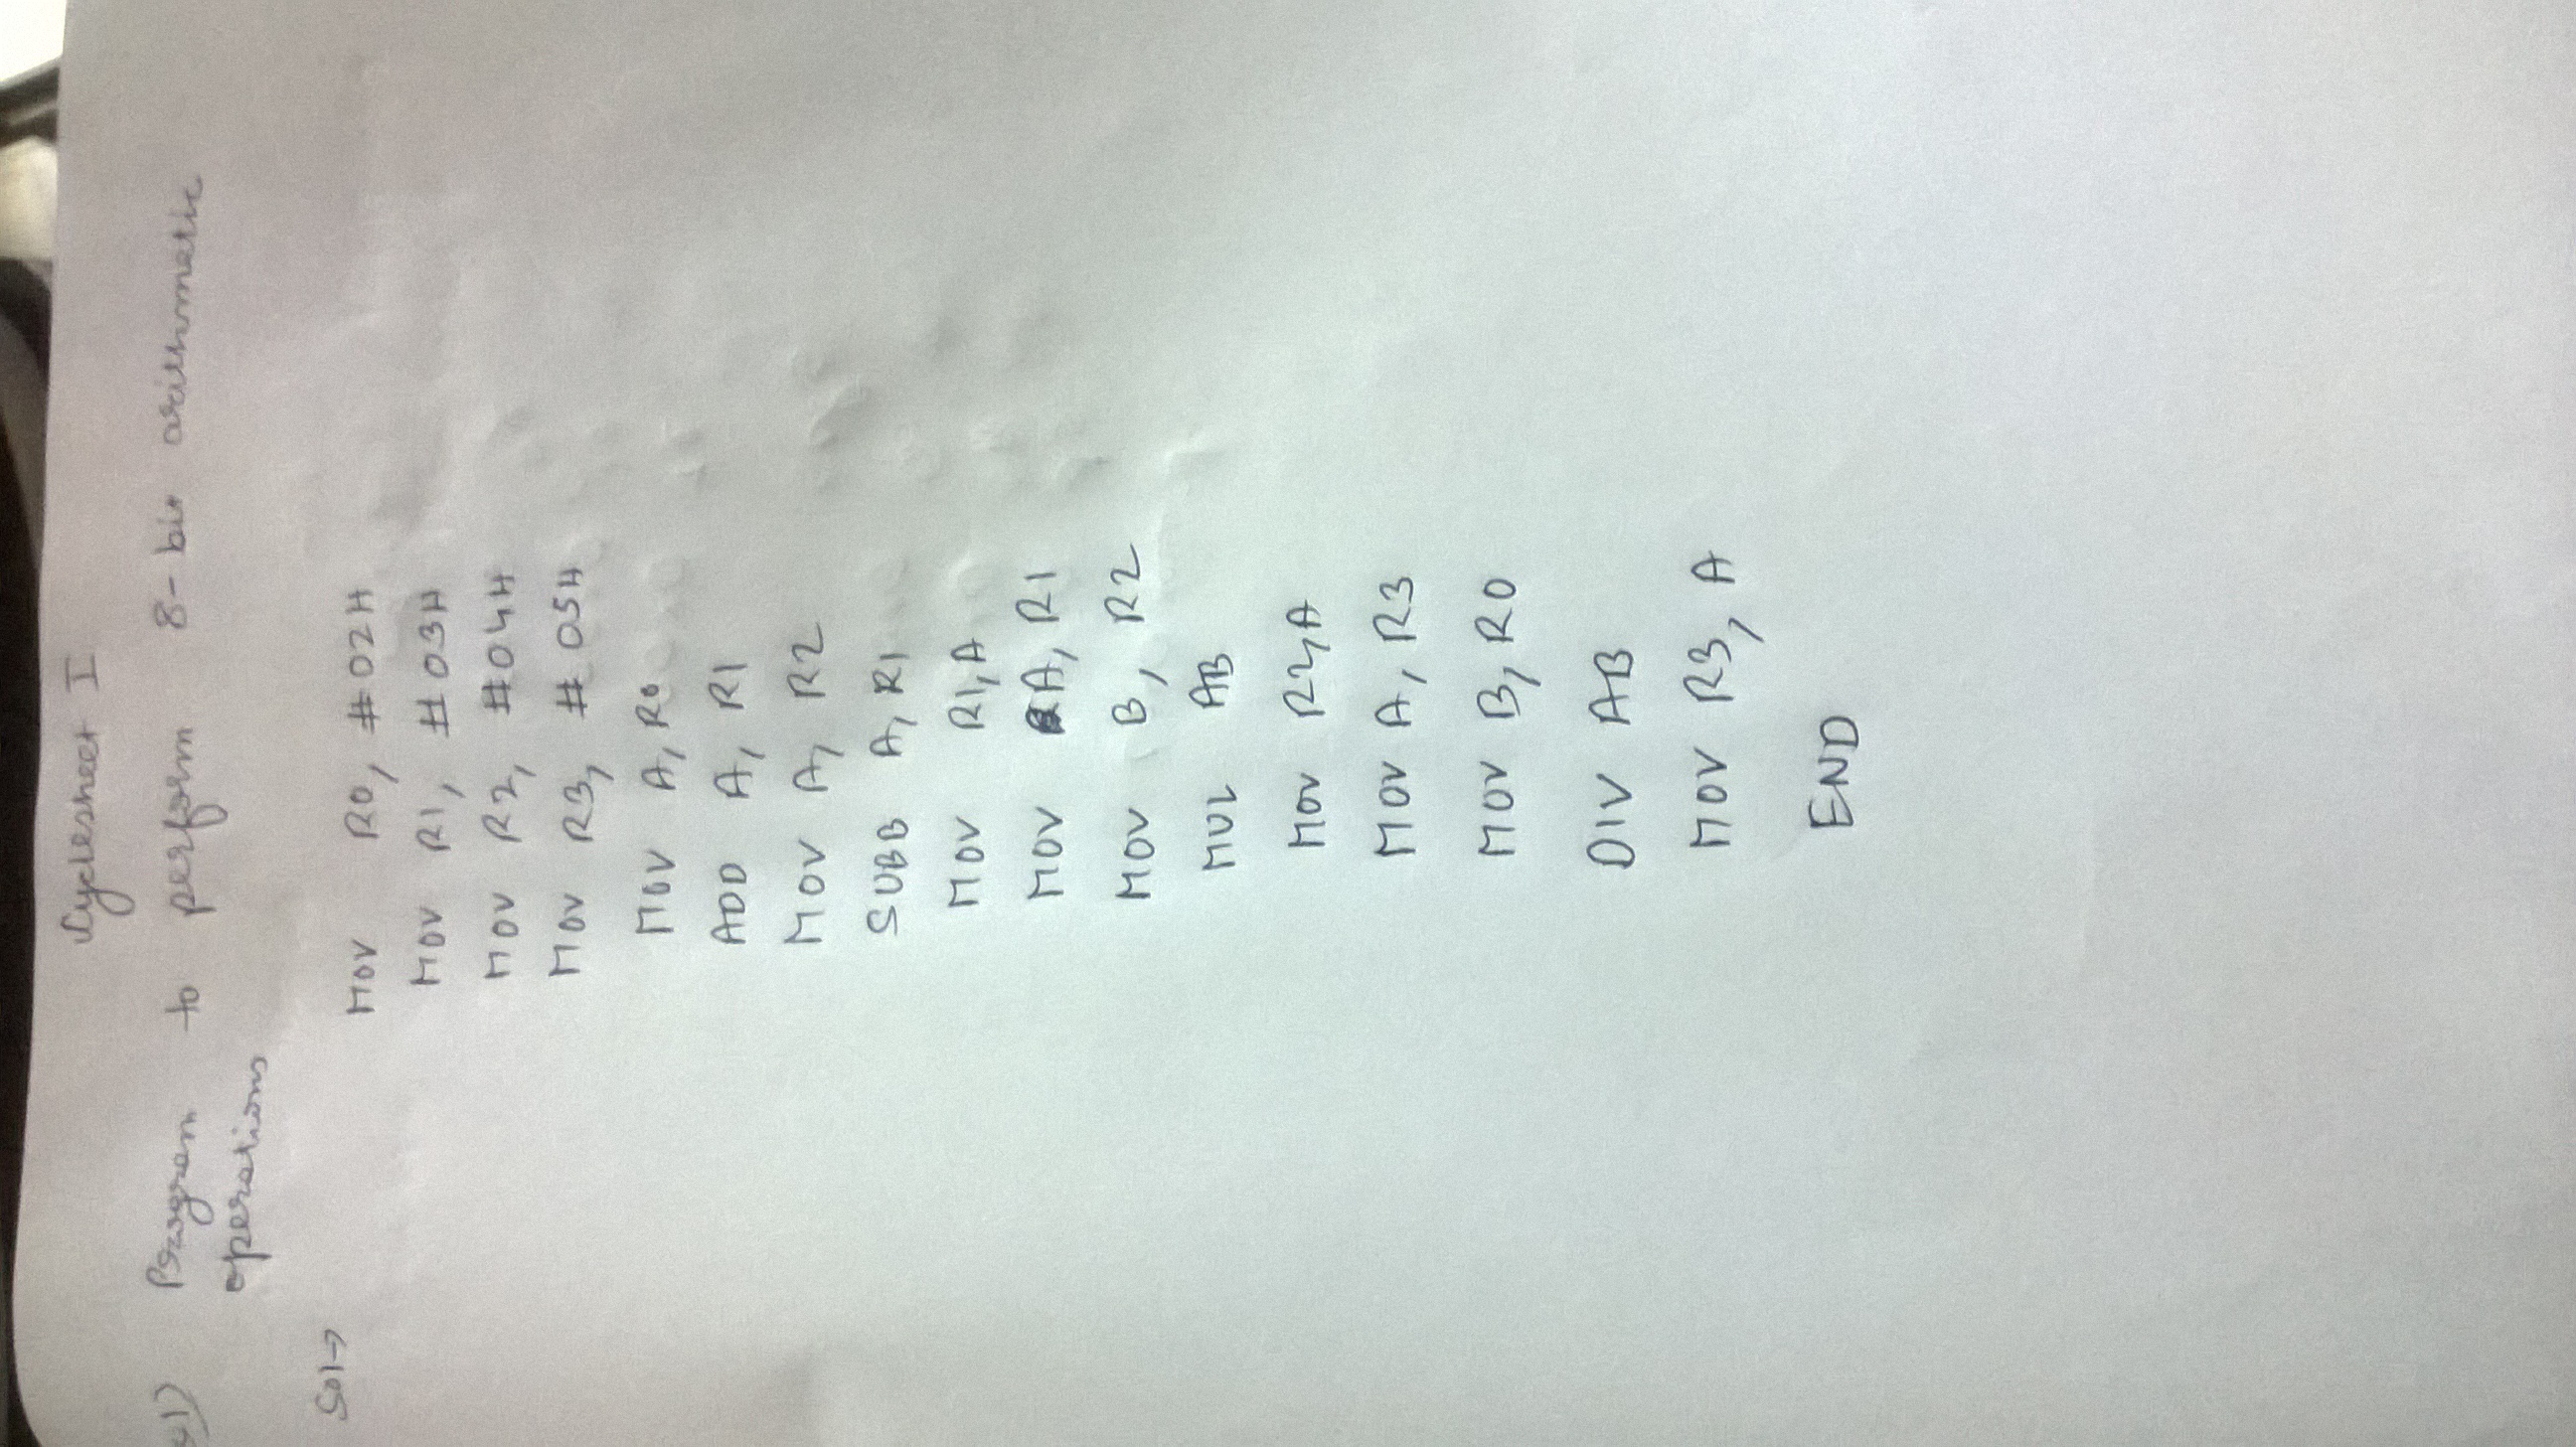 Cyclesheet I
1) Program to perform 8-bit arithmetic
operations
Sol→
MOV R0, #02H
MOV R1, #03H
MOV R2, #04H
MOV R3, #05H
MOV A, R0
ADD A, R1
MOV A, R2
SUBB A, R1
MOV R1, A
MOV A, R1
MOV B, R2
MUL AB
MOV R2, A
MOV A, R3
MOV B, R0
DIV AB
MOV R3, A
END